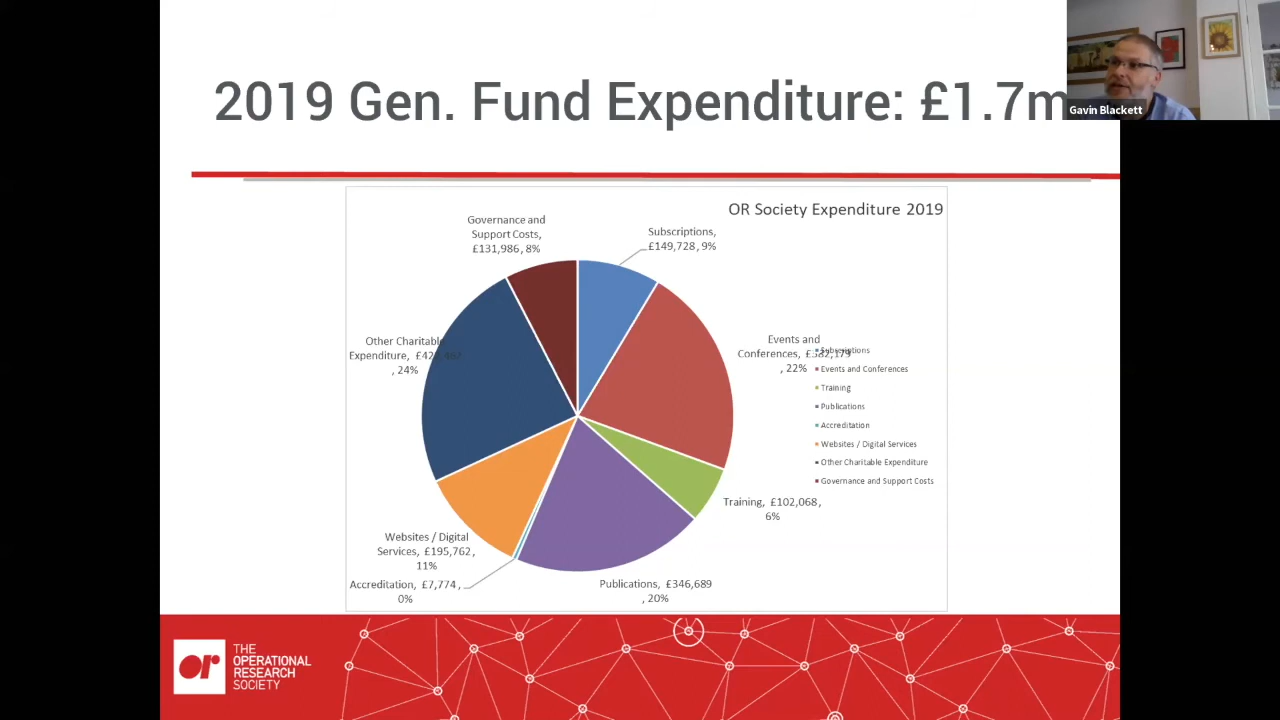 2019 Gen. Fund Expenditure: £1.7m
Gavin Blackett
OR Society Expenditure 2019
Governance and
Support Costs,
£131,986, 8%
Subscriptions,
£149,728, 9%
Other Charitable
Expenditure,
, 24%
Events and
Conferences,
, 22%
Subscriptions
Events and Conferences
Training
Publications
Accreditation
Websites / Digital Services
Other Charitable Expenditure
Governance and Support Costs
Training, £102,068,
6%
Websites / Digital
Services, £195,762,
11%
Accreditation, £7,774,
0%
Publications, £346,689
, 20%
or
THE
OPERATIONAL
RESEARCH
SOCIETY